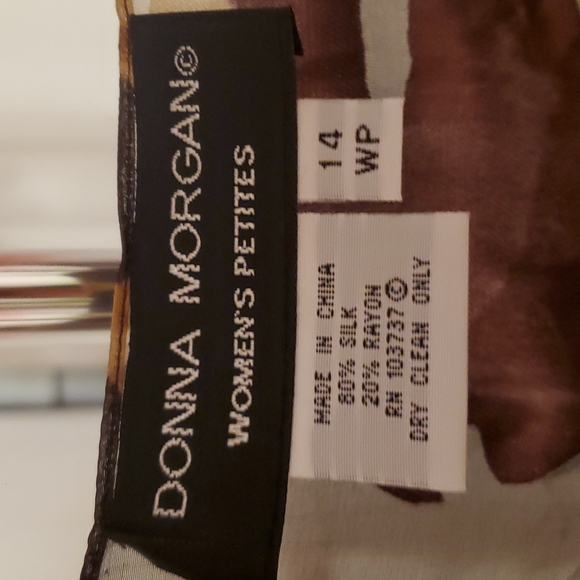 DONNA MORGAN©
WOMEN'S PETITES
14
WP
MADE IN CHINA
80% SILK
20% RAYON
RN 103737 ©
DRY CLEAN ONLY